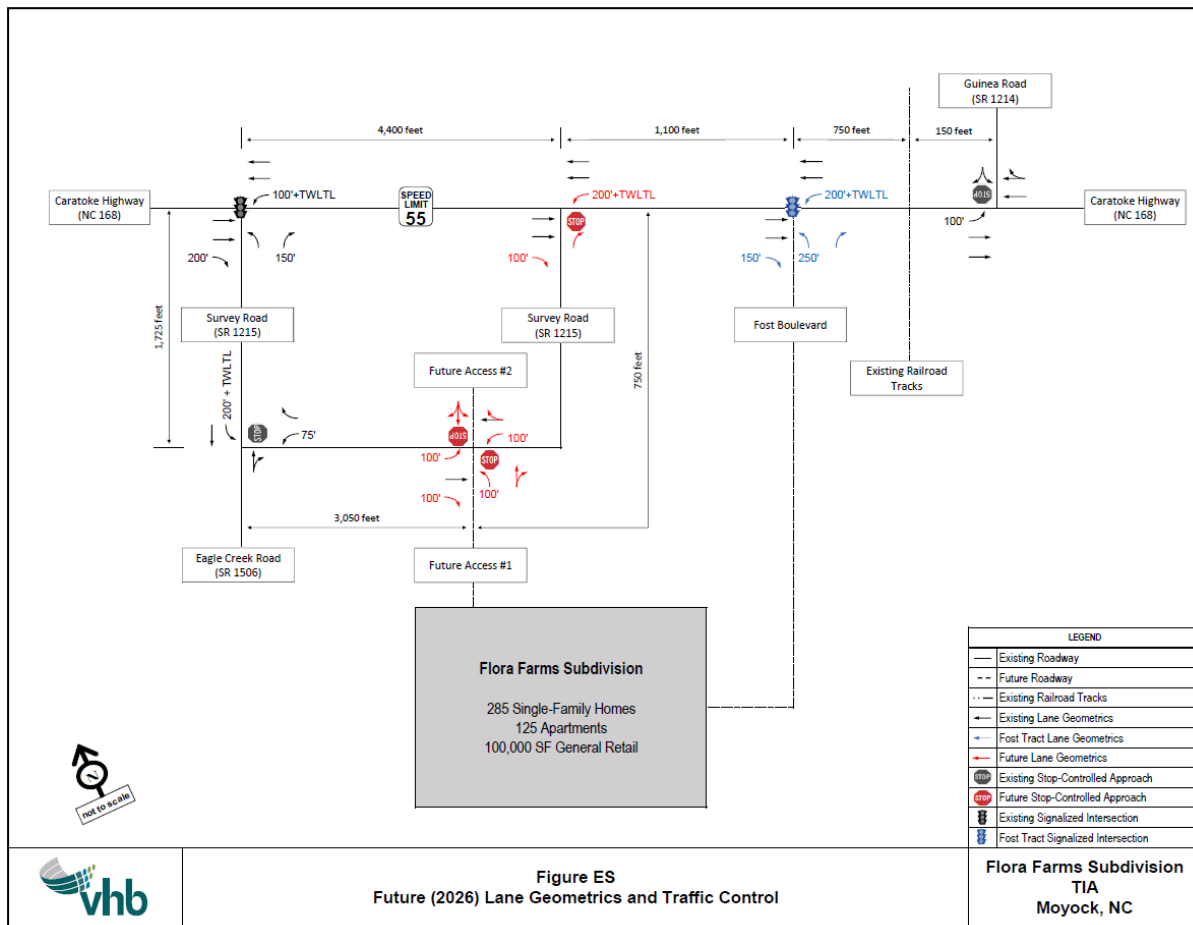 Guinea Road
(SR 1214)
4,400 feet
1,100 feet
750 feet
150 feet
Caratoke Highway
(NC 168)
100'+TWLTL
SPEED
LIMIT
55
200'+TWLTL
200'+TWLTL
STOP
Caratoke Highway
(NC 168)
100'
STOP
200'
150'
100'
150'
250'
1,725 feet
Survey Road
(SR 1215)
Survey Road
(SR 1215)
Fost Boulevard
750 feet
Future Access #2
Existing Railroad
Tracks
200' + TWLTL
STOP
75'
STOP
100'
100'
STOP
100'
100'
3,050 feet
Eagle Creek Road
(SR 1506)
Future Access #1
Flora Farms Subdivision
285 Single-Family Homes
125 Apartments
100,000 SF General Retail
N
not to scale
LEGEND
Existing Roadway
Future Roadway
Existing Railroad Tracks
Existing Lane Geometrics
Fost Tract Lane Geometrics
Future Lane Geometrics
STOP Existing Stop-Controlled Approach
STOP Future Stop-Controlled Approach
Existing Signalized Intersection
Fost Tract Signalized Intersection
vhb
Figure ES
Future (2026) Lane Geometrics and Traffic Control
Flora Farms Subdivision
TIA
Moyock, NC